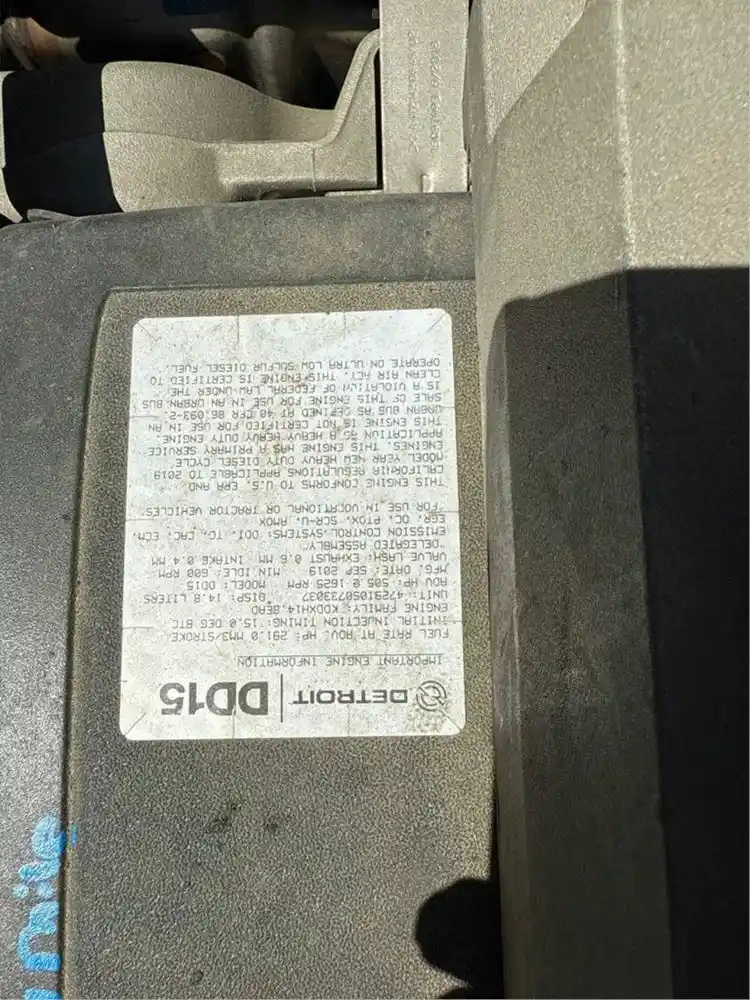 DETROIT | DD15
IMPORTANT ENGINE INFORMATION
FUEL RATE AT ADV. HP: 291.0 MM3/STROKE
INITIAL INJECTION TIMING: 15.0 DEG BTC
ENGINE FAMILY: KDDXH14.8EAD
UNIT: 472910S0733037 DISP: 14.8 LITERS
ADV HP: 505 @ 1625 RPM MODEL: DD15
MFG. DATE: SEP 2019 MIN IDLE: 600 RPM
VALVE LASH: EXHAUST 0.6 MM INTAKE 0.4 MM
"DELEGATED ASSEMBLY"
EMISSION CONTROL SYSTEMS: DDI, TC, CAC, ECM,
EGR, OC, PTOX, SCR-U, AMOX
"FOR USE IN VOCATIONAL OR TRACTOR VEHICLES"
THIS ENGINE CONFORMS TO U.S. EPA AND
CALIFORNIA REGULATIONS APPLICABLE TO 2019
MODEL YEAR NEW HEAVY DUTY DIESEL CYCLE
ENGINES. THIS ENGINE HAS A PRIMARY SERVICE
APPLICATION AS A HEAVY HEAVY DUTY ENGINE.
THIS ENGINE IS NOT CERTIFIED FOR USE IN AN
URBAN BUS AS DEFINED AT 40 CFR 86.093-2.
SALE OF THIS ENGINE FOR USE IN AN URBAN BUS
IS A VIOLATION OF FEDERAL LAW UNDER THE
CLEAN AIR ACT. THIS ENGINE IS CERTIFIED TO
OPERATE ON ULTRA LOW SULFUR DIESEL FUEL.
Mile